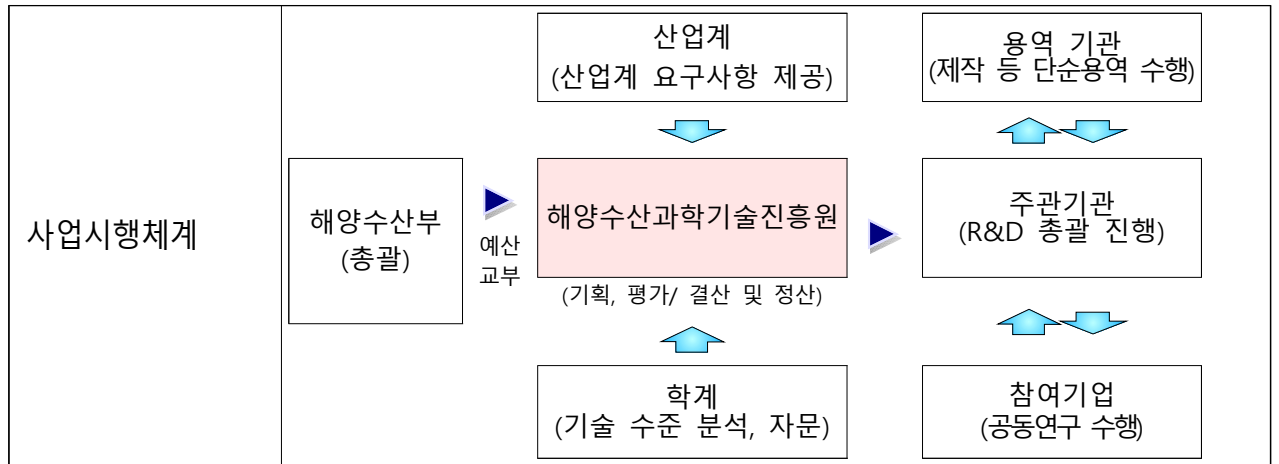 사업시행체계
해양수산부
(총괄)
예산
교부
산업계
(산업계 요구사항 제공)
해양수산과학기술진흥원
(기획, 평가/ 결산 및 정산)
학계
(기술 수준 분석, 자문)
용역 기관
(제작 등 단순용역 수행)
주관기관
(R&D 총괄 진행)
참여기업
(공동연구 수행)